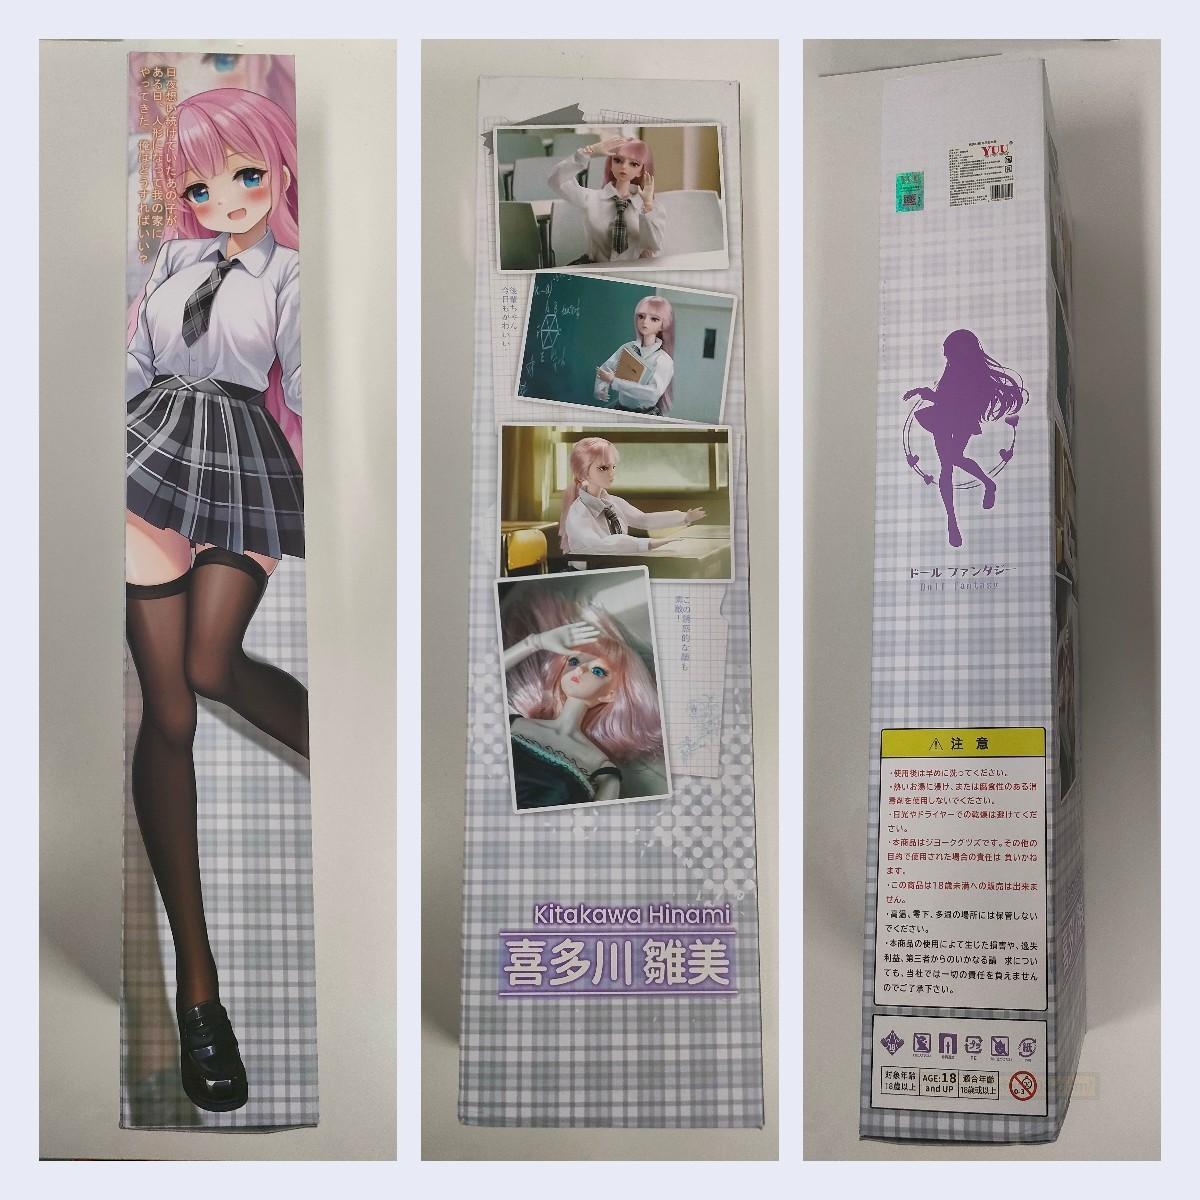 日夜想い続けていたあの子が、
ある日、人形になって我の家に
やってきた、俺はどうすればいい？
後輩ちゃん、
今日もかわいい
この誘惑的な顔も
素敵！
Kitakawa Hinami
喜多川 雛美
YUU
ドール ファンタジー
Doll Fantasy
⚠ 注 意
・使用後は早めに洗ってください。
・熱いお湯に浸け、または腐食性のある消
毒剤を使用しないでください。
・日光やドライヤーでの乾燥は避けてくだ
さい。
・本商品はジョークグッズです。その他の
目的で使用された場合の責任は 負いかね
ます。
・この商品は18歳未満への販売は出来ま
せん。
・高温、零下、多湿の場所には保管しない
でください。
・本商品の使用によて生じた損害や、逸失
利益、第三者からのいかなる請 求につい
ても、当社では一切の責任を負えません
のでご了承下さい。
紙
対象年齢
18歳以上
AGE:18
and UP
適合年齢
18歳或以上
0-3